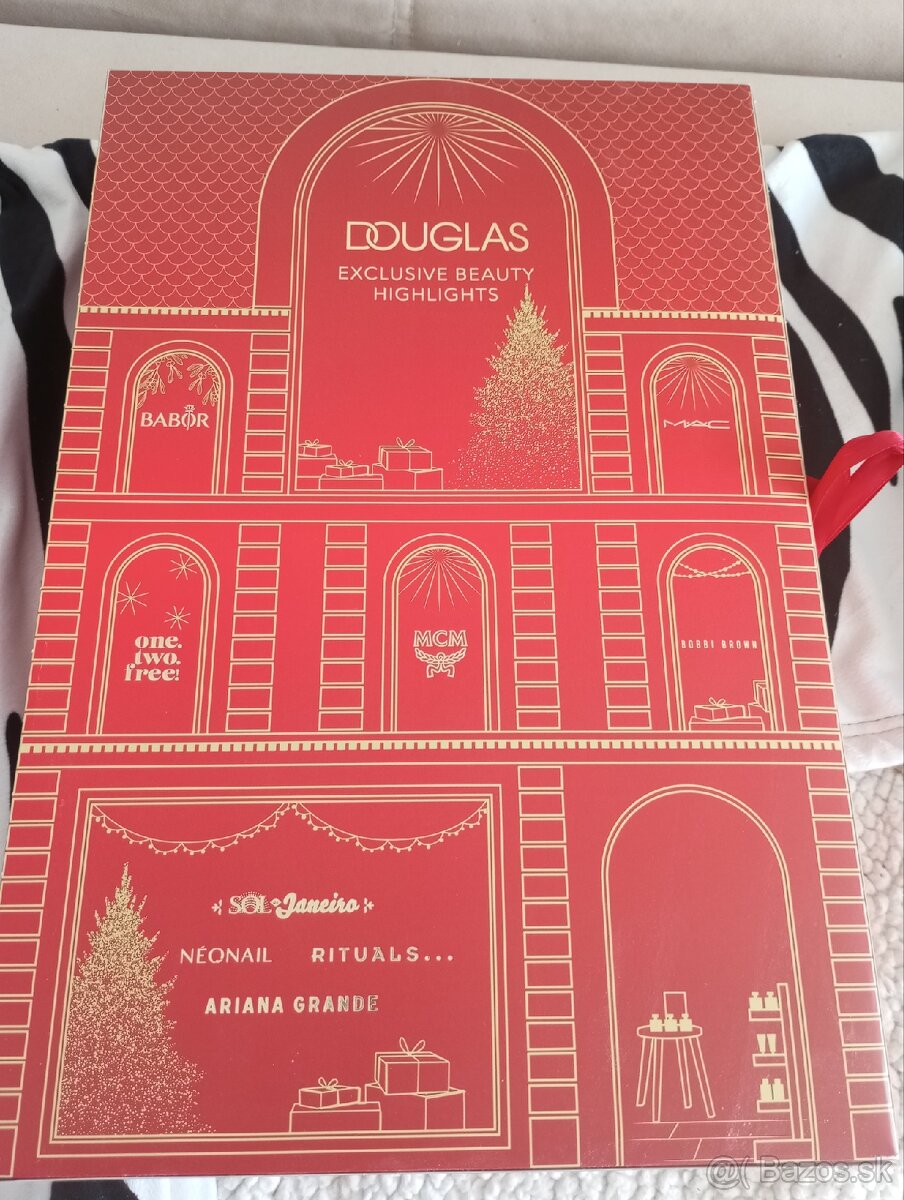 DOUGLAS
EXCLUSIVE BEAUTY
HIGHLIGHTS
BABOR
MAC
one.
two.
free!
MCM
BOBBI BROWN
SOL de Janeiro
NÉONAIL RITUALS...
ARIANA GRANDE
@( Bazos.sk